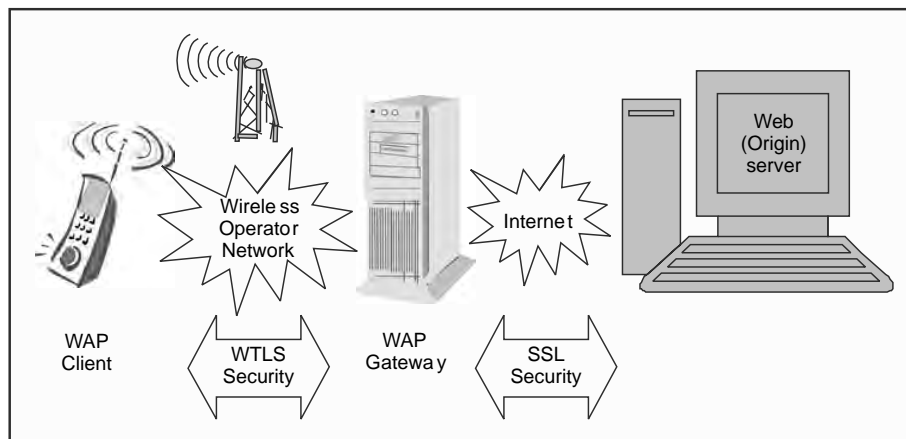 Web
(Origin)
server
Wireless
Operator
Network
Internet
WAP
Client
WTLS
Security
WAP
Gateway
SSL
Security